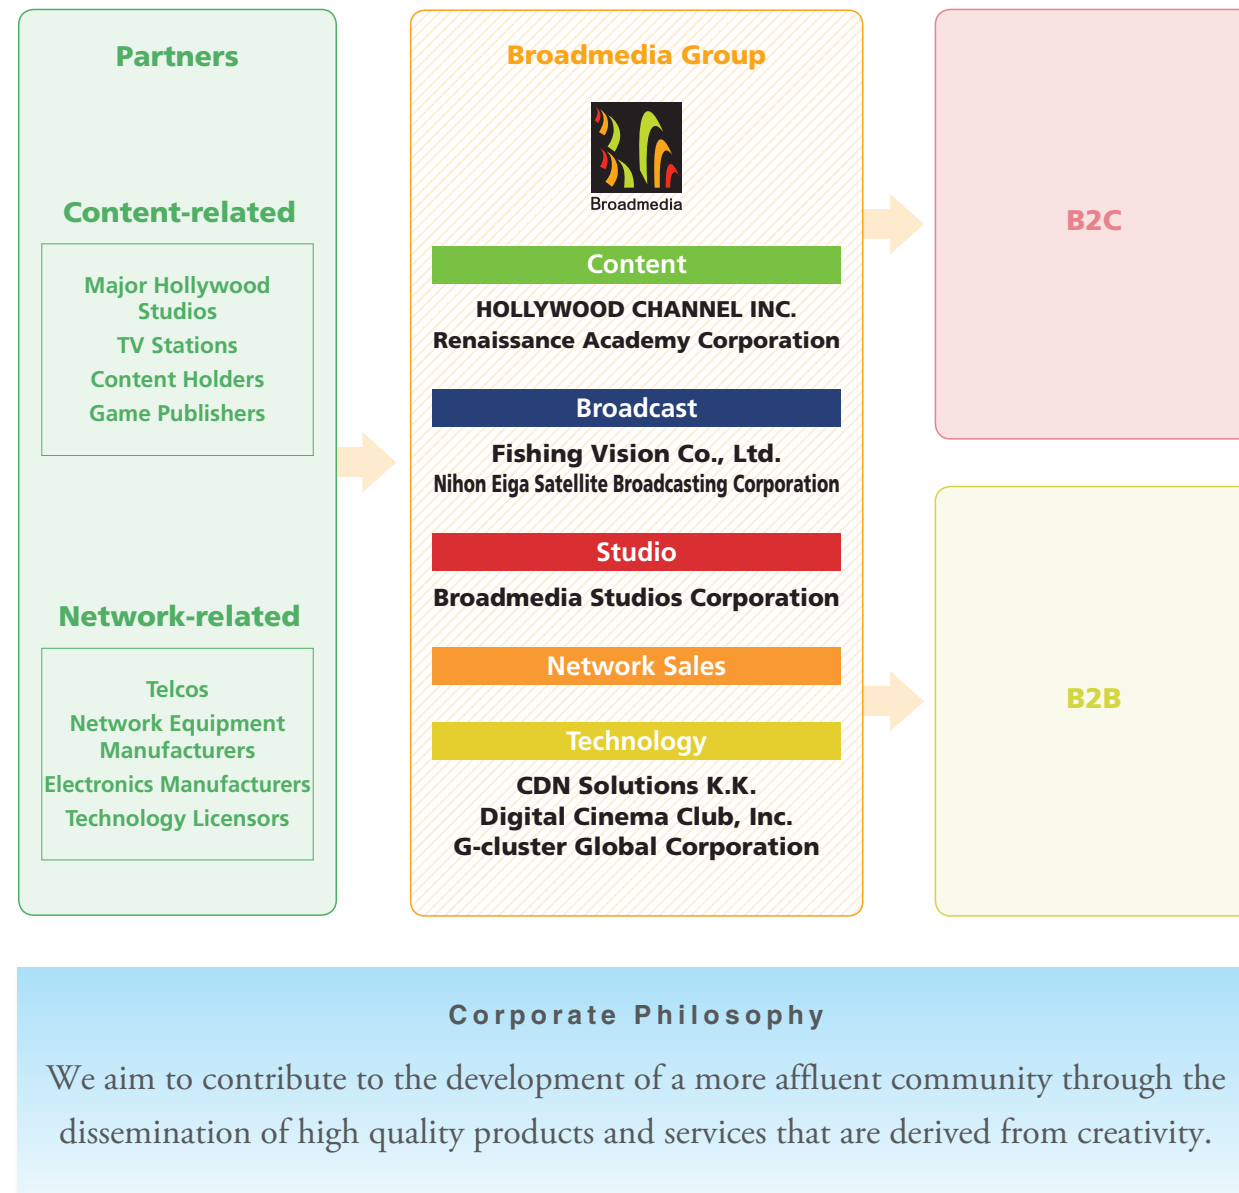 Partners
Content-related
Major Hollywood
Studios
TV Stations
Content Holders
Game Publishers
Network-related
Telcos
Network Equipment
Manufacturers
Electronics Manufacturers
Technology Licensors
Broadmedia Group
Broadmedia
Content
HOLLYWOOD CHANNEL INC.
Renaissance Academy Corporation
Broadcast
Fishing Vision Co., Ltd.
Nihon Eiga Satellite Broadcasting Corporation
Studio
Broadmedia Studios Corporation
Network Sales
Technology
CDN Solutions K.K.
Digital Cinema Club, Inc.
G-cluster Global Corporation
B2C
B2B
Corporate Philosophy
We aim to contribute to the development of a more affluent community through the
dissemination of high quality products and services that are derived from creativity.